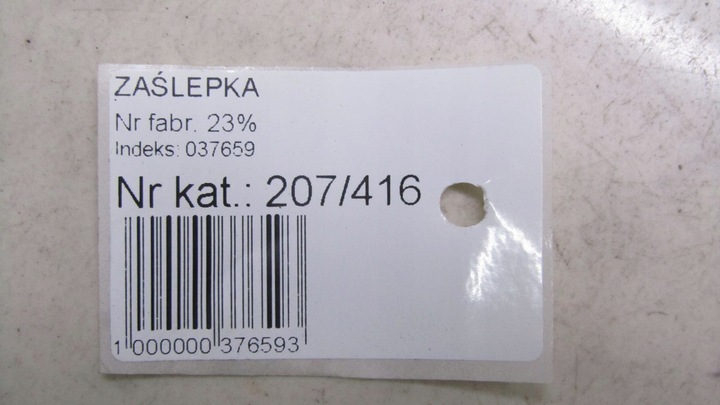 ZAŚLEPKA
Nr fabr. 23%
Indeks: 037659
Nr kat.: 207/416
1 000000 376593